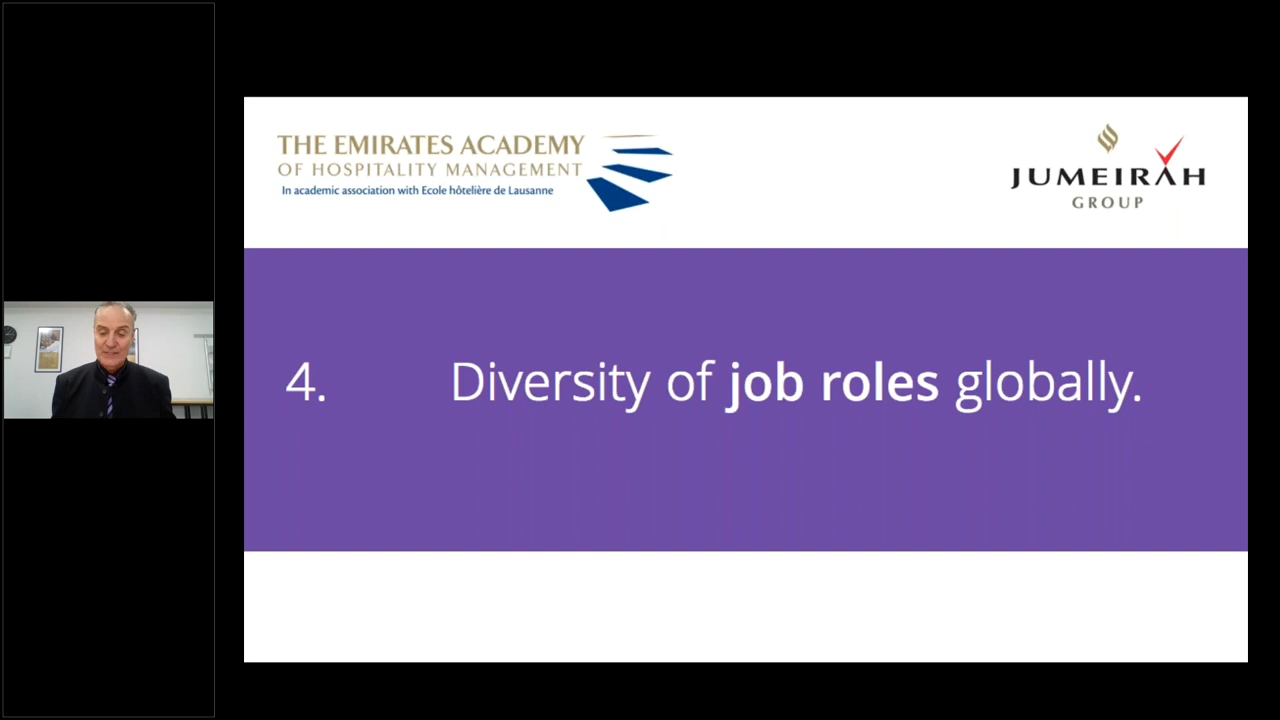 THE EMIRATES ACADEMY
OF HOSPITALITY MANAGEMENT
In academic association with Ecole hôtelière de Lausanne
JUMEIRAH
GROUP
4. Diversity of job roles globally.